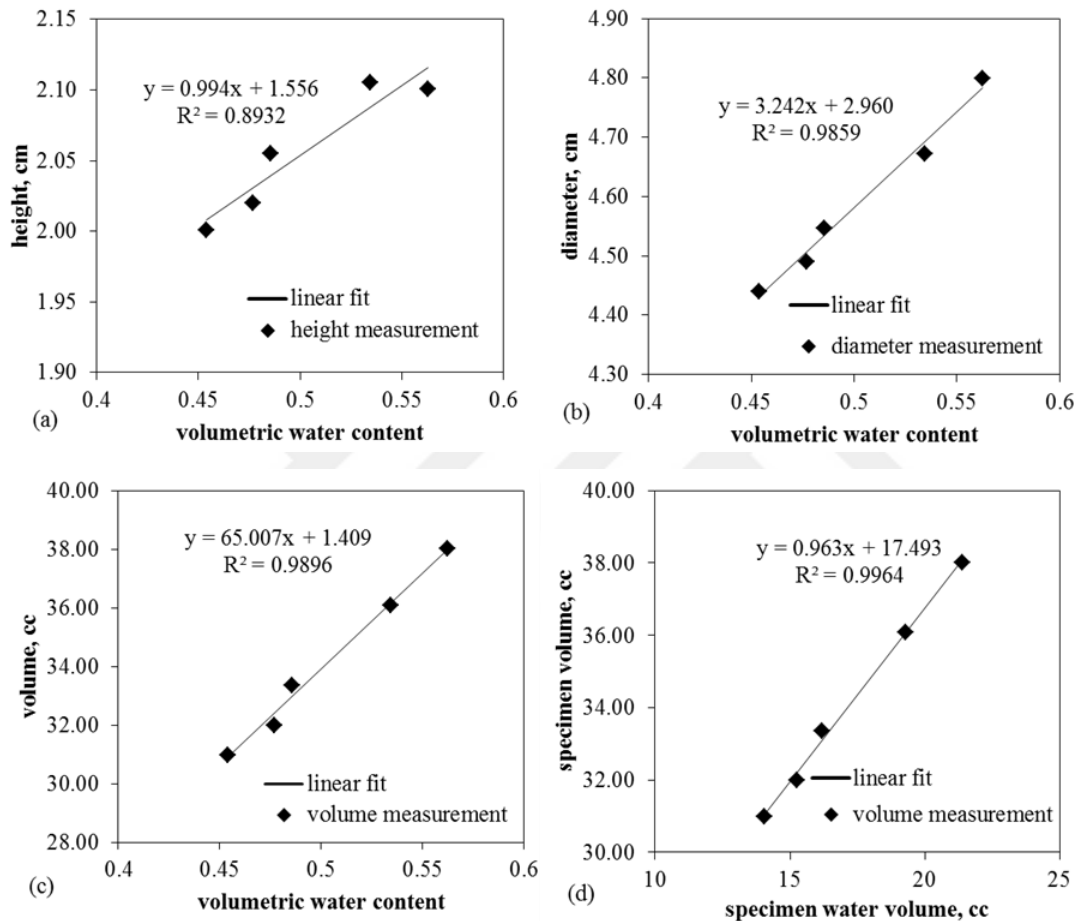 2.15
2.10
2.05
2.00
1.95
1.90
height, cm
y = 0.994x + 1.556
R² = 0.8932
linear fit
height measurement
0.4 0.45 0.5 0.55 0.6
volumetric water content
(a)
4.90
4.80
4.70
4.60
4.50
4.40
4.30
diameter, cm
y = 3.242x + 2.960
R² = 0.9859
linear fit
diameter measurement
0.4 0.45 0.5 0.55 0.6
volumetric water content
(b)
40.00
38.00
36.00
34.00
32.00
30.00
28.00
volume, cc
y = 65.007x + 1.409
R² = 0.9896
linear fit
volume measurement
0.4 0.45 0.5 0.55 0.6
volumetric water content
(c)
40.00
38.00
36.00
34.00
32.00
30.00
specimen volume, cc
y = 0.963x + 17.493
R² = 0.9964
linear fit
volume measurement
10 15 20 25
specimen water volume, cc
(d)